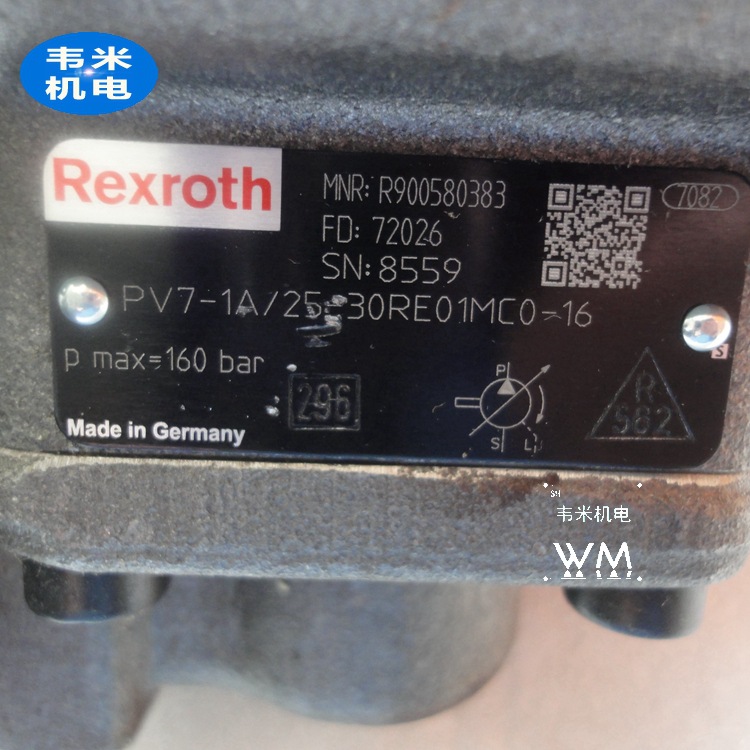 韦米
机电
Rexroth
MNR: R900580383
7082
FD: 72026
SN: 8559
PV7-1A/25-30RE01MC0-16
p max=160 bar
296
P
S L
R
562
S
Made in Germany
韦米机电
WM